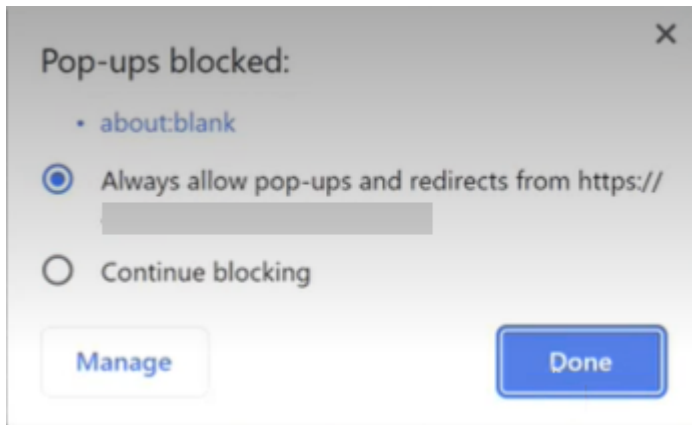 Pop-ups blocked:
• about:blank
Always allow pop-ups and redirects from https://
Continue blocking
Manage
Done